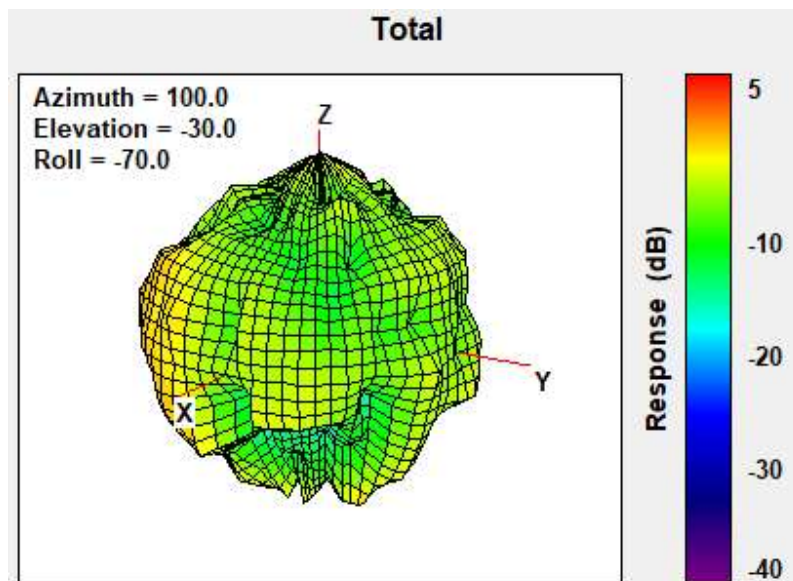 Total
Azimuth = 100.0
Elevation = -30.0
Roll = -70.0
Z
Y
X
Response (dB)
5
-10
-20
-30
-40